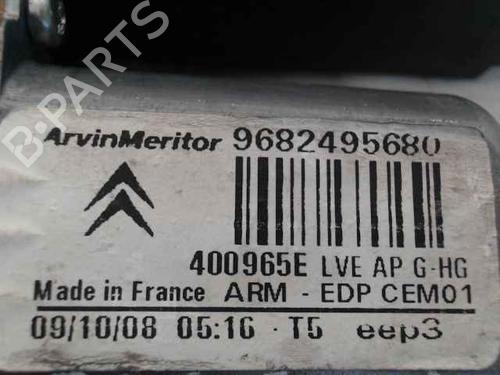 ArvinMeritor 9682495680
400965E LVE AP G-HG
Made in France ARM - EDP CEM01
09/10/08 05:16 - T5 eep3
B-PARTS